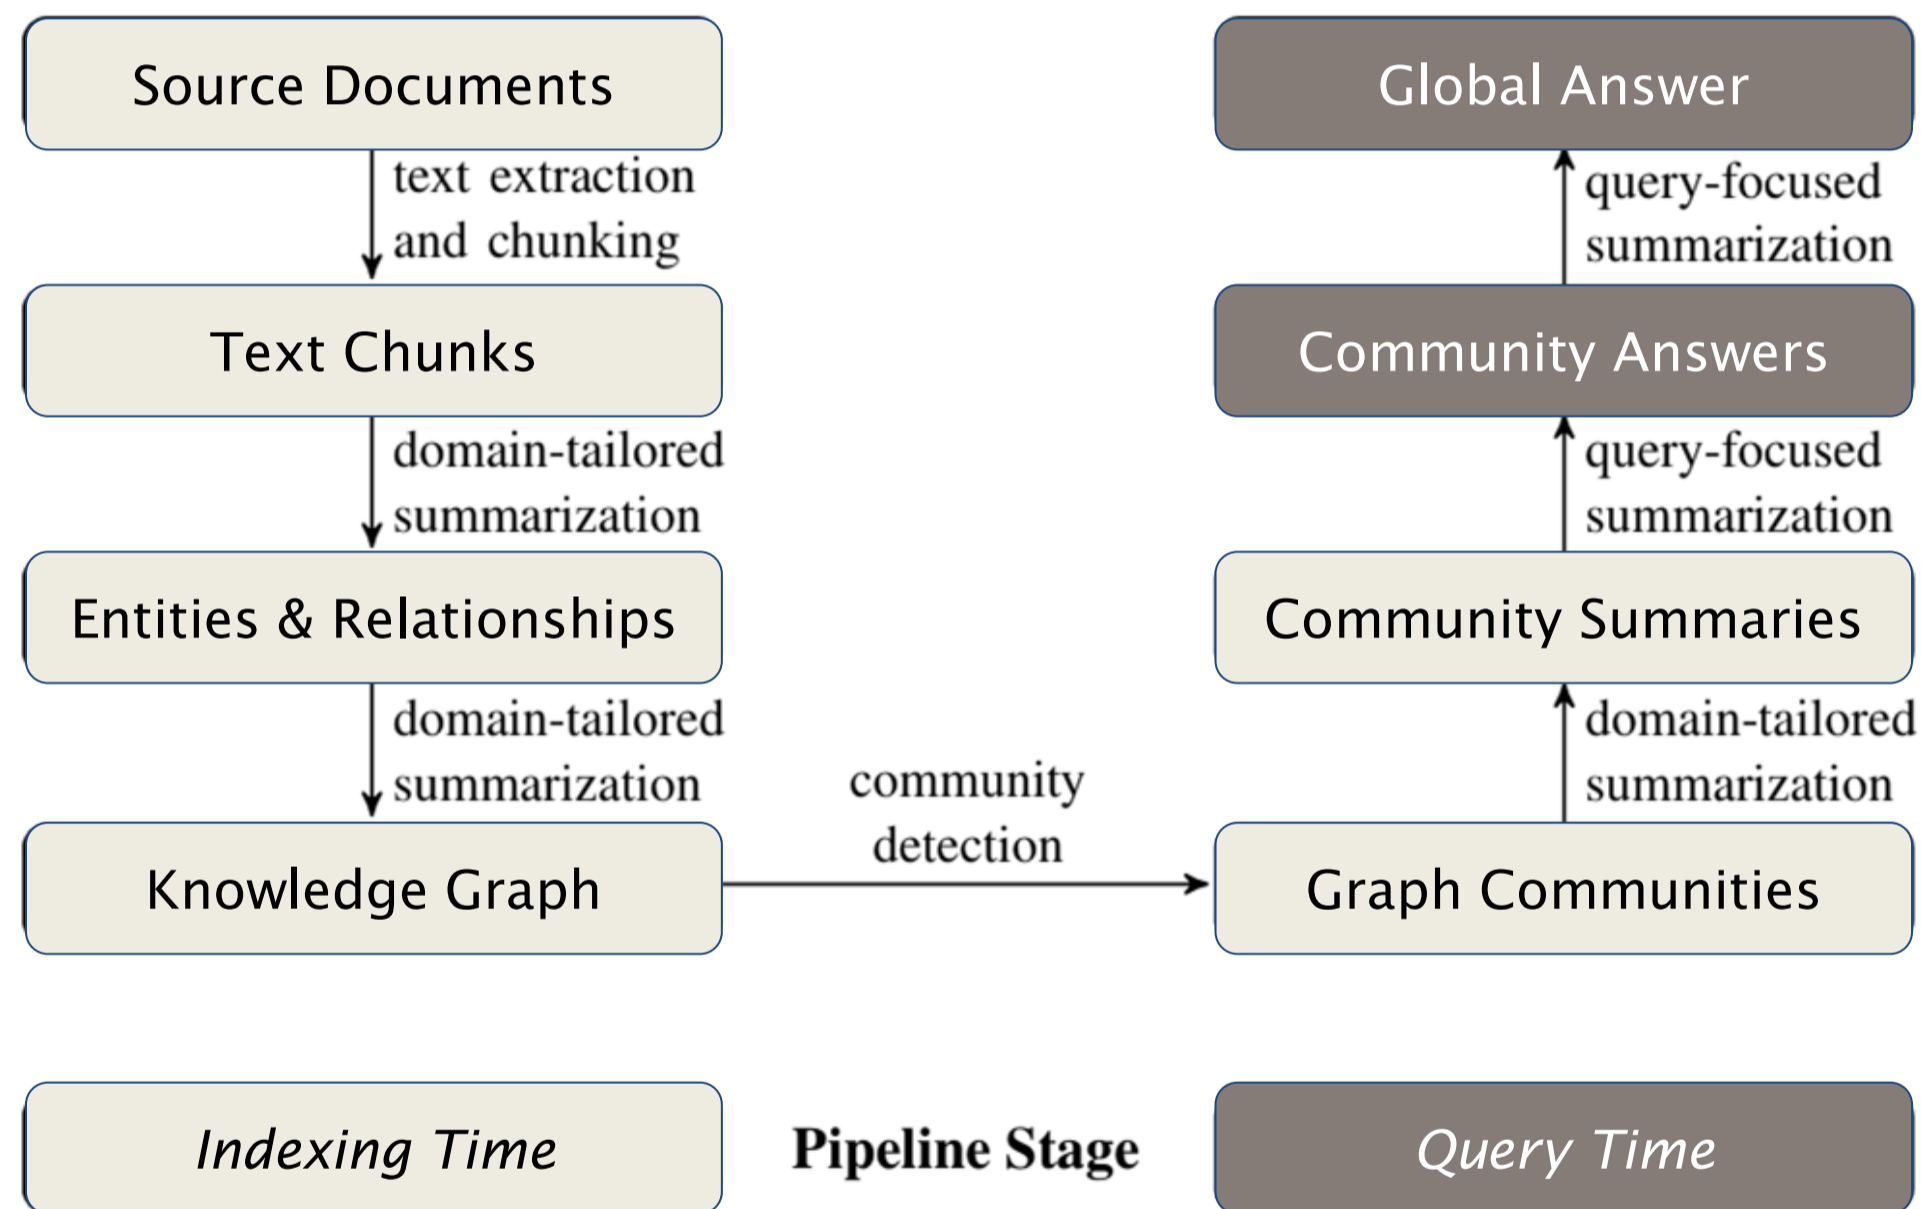 Source Documents
text extraction
and chunking
Text Chunks
domain-tailored
summarization
Entities & Relationships
domain-tailored
summarization
Knowledge Graph
community
detection
Graph Communities
domain-tailored
summarization
Community Summaries
query-focused
summarization
Community Answers
query-focused
summarization
Global Answer
Indexing Time
Pipeline Stage
Query Time